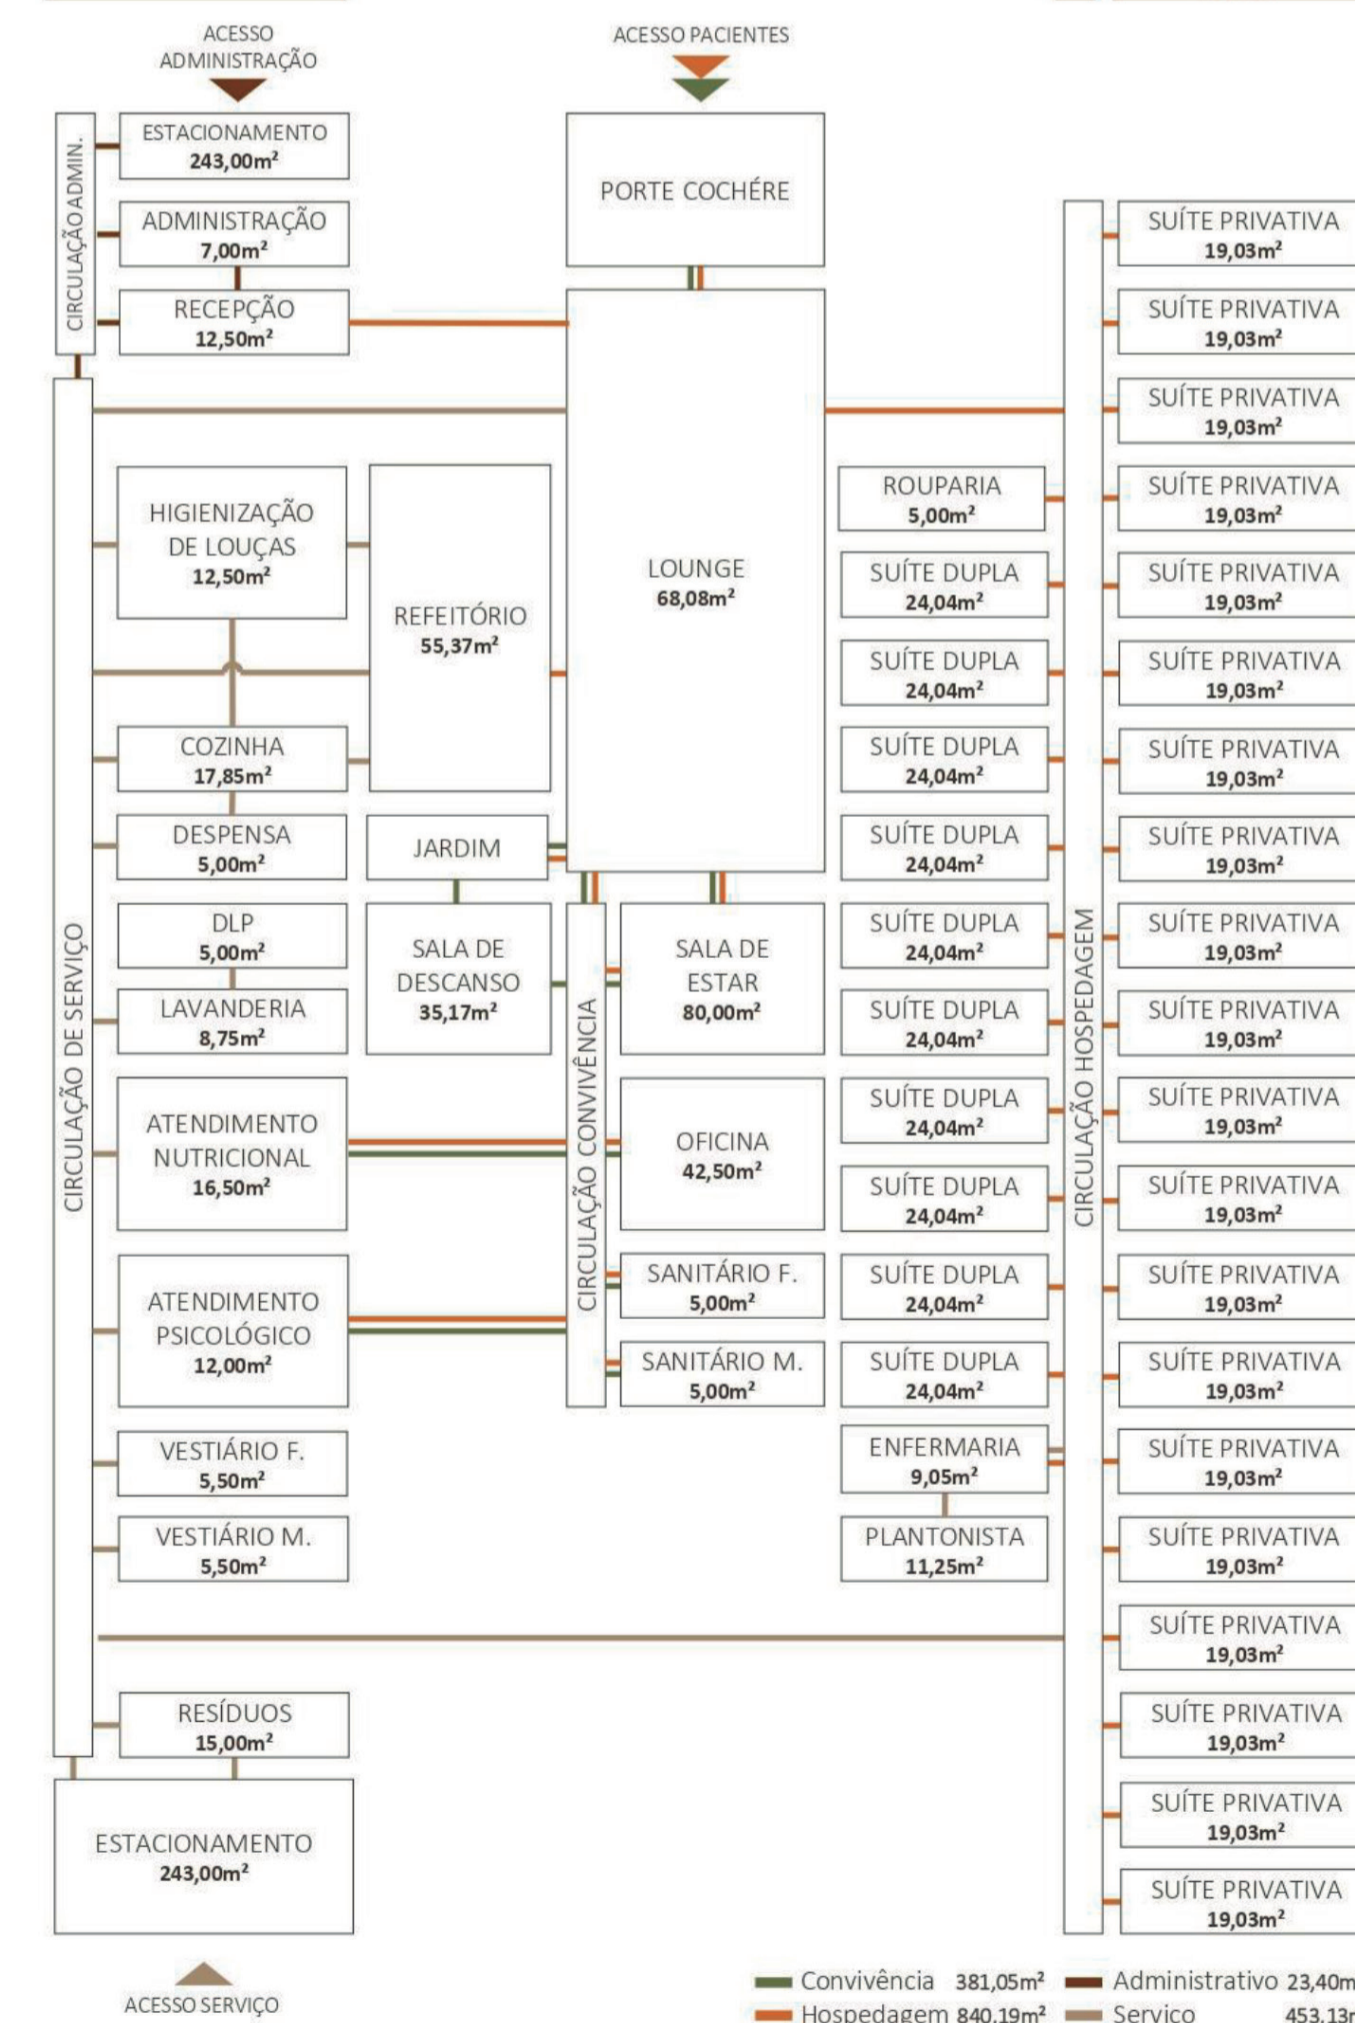 ACESSO
ADMINISTRAÇÃO
ACESSO PACIENTES
CIRCULAÇÃO ADMIN.
ESTACIONAMENTO
243,00m²
ADMINISTRAÇÃO
7,00m²
RECEPÇÃO
12,50m²
PORTE COCHÉRE
LOUNGE
68,08m²
CIRCULAÇÃO DE SERVIÇO
HIGIENIZAÇÃO
DE LOUÇAS
12,50m²
REFEITÓRIO
55,37m²
COZINHA
17,85m²
DESPENSA
5,00m²
JARDIM
DLP
5,00m²
LAVANDERIA
8,75m²
SALA DE
DESCANSO
35,17m²
CIRCULAÇÃO CONVIVÊNCIA
SALA DE
ESTAR
80,00m²
ATENDIMENTO
NUTRICIONAL
16,50m²
OFICINA
42,50m²
ATENDIMENTO
PSICOLÓGICO
12,00m²
SANITÁRIO F.
5,00m²
SANITÁRIO M.
5,00m²
VESTIÁRIO F.
5,50m²
VESTIÁRIO M.
5,50m²
RESÍDUOS
15,00m²
ESTACIONAMENTO
243,00m²
ACESSO SERVIÇO
ROUPARIA
5,00m²
SUÍTE DUPLA
24,04m²
SUÍTE DUPLA
24,04m²
SUÍTE DUPLA
24,04m²
SUÍTE DUPLA
24,04m²
SUÍTE DUPLA
24,04m²
SUÍTE DUPLA
24,04m²
SUÍTE DUPLA
24,04m²
SUÍTE DUPLA
24,04m²
SUÍTE DUPLA
24,04m²
SUÍTE DUPLA
24,04m²
ENFERMARIA
9,05m²
PLANTONISTA
11,25m²
CIRCULAÇÃO HOSPEDAGEM
SUÍTE PRIVATIVA
19,03m²
SUÍTE PRIVATIVA
19,03m²
SUÍTE PRIVATIVA
19,03m²
SUÍTE PRIVATIVA
19,03m²
SUÍTE PRIVATIVA
19,03m²
SUÍTE PRIVATIVA
19,03m²
SUÍTE PRIVATIVA
19,03m²
SUÍTE PRIVATIVA
19,03m²
SUÍTE PRIVATIVA
19,03m²
SUÍTE PRIVATIVA
19,03m²
SUÍTE PRIVATIVA
19,03m²
SUÍTE PRIVATIVA
19,03m²
SUÍTE PRIVATIVA
19,03m²
SUÍTE PRIVATIVA
19,03m²
SUÍTE PRIVATIVA
19,03m²
SUÍTE PRIVATIVA
19,03m²
SUÍTE PRIVATIVA
19,03m²
SUÍTE PRIVATIVA
19,03m²
SUÍTE PRIVATIVA
19,03m²
SUÍTE PRIVATIVA
19,03m²
Convivência 381,05m² Administrativo 23,40m
Hospedagem 840,19m² Serviço 453,13m